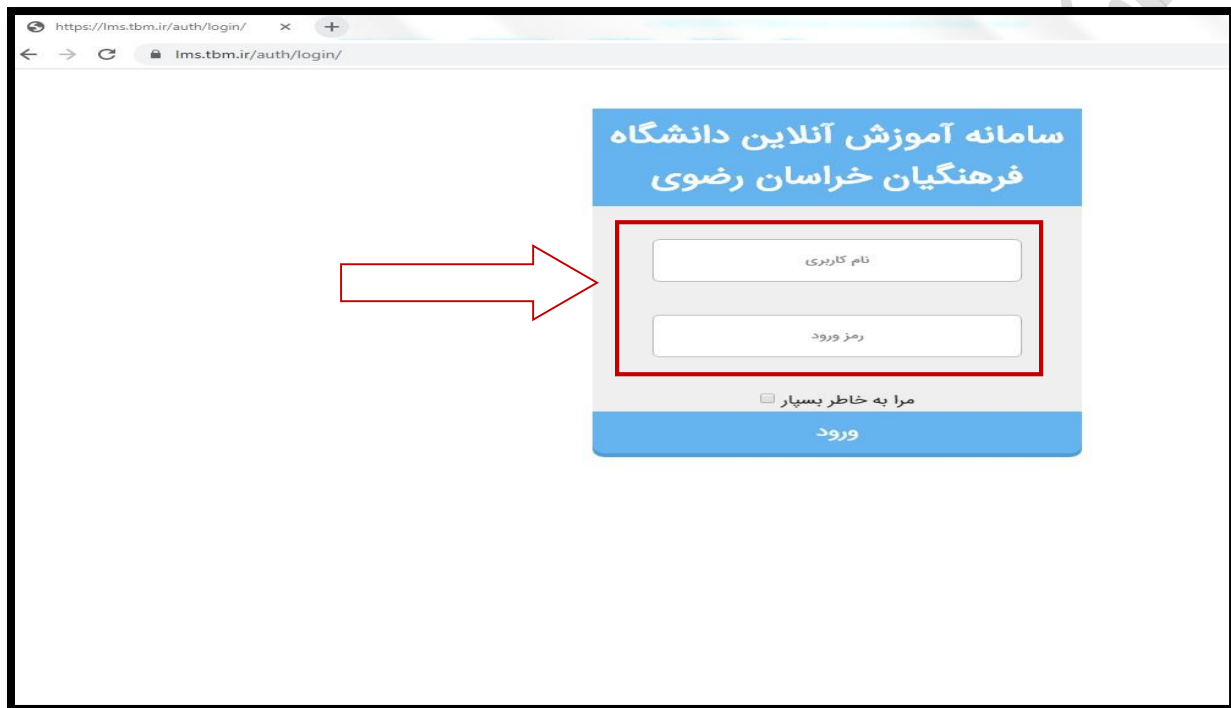 https://lms.tbm.ir/auth/login/
lms.tbm.ir/auth/login/
سامانه آموزش آنلاین دانشگاه
فرهنگیان خراسان رضوی
نام کاربری
رمز ورود
مرا به خاطر بسپار
ورود